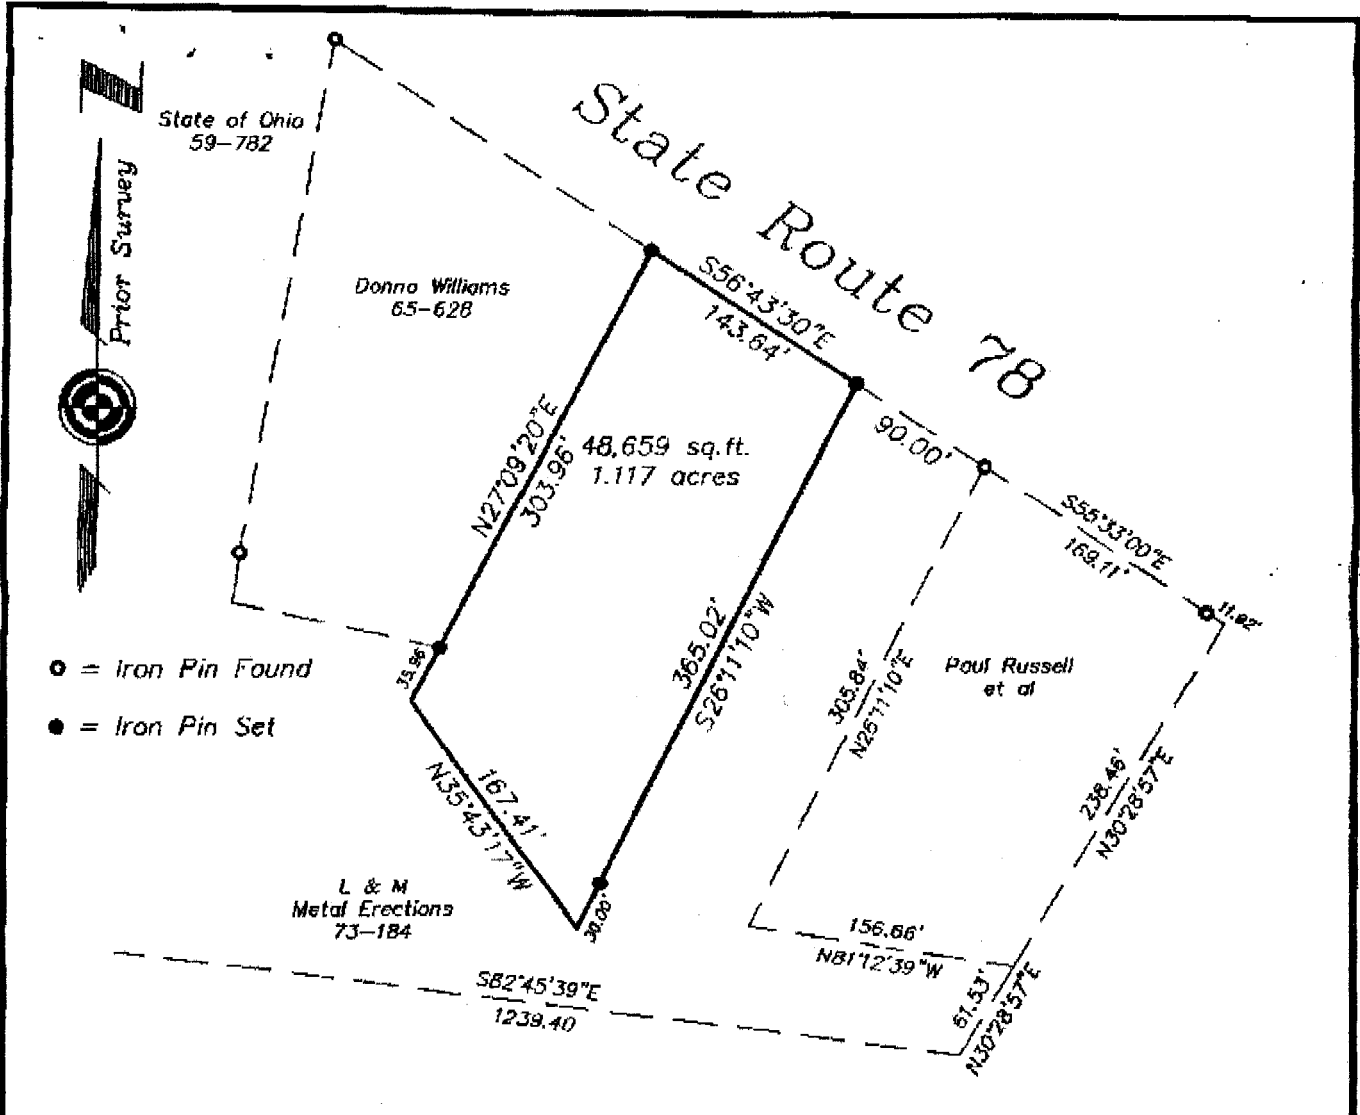 State of Ohio
59-782
Prior Survey
State Route 78
Donna Williams
65-628
S56°43'30"E
143.64'
90.00'
N27°09'20"E
303.96'
48,659 sq.ft.
1.117 acres
S55°33'00"E
169.11'
11.92'
= Iron Pin Found
= Iron Pin Set
365.02'
S26°11'10"W
305.84'
N26°11'10"E
Paul Russell
et al
167.41'
N35°43'17"W
238.46'
N30°28'57"E
L & M
Metal Erections
73-184
30.00'
156.66'
N81°12'39"W
S82°45'39"E
1239.40
61.53'
N30°28'57"E